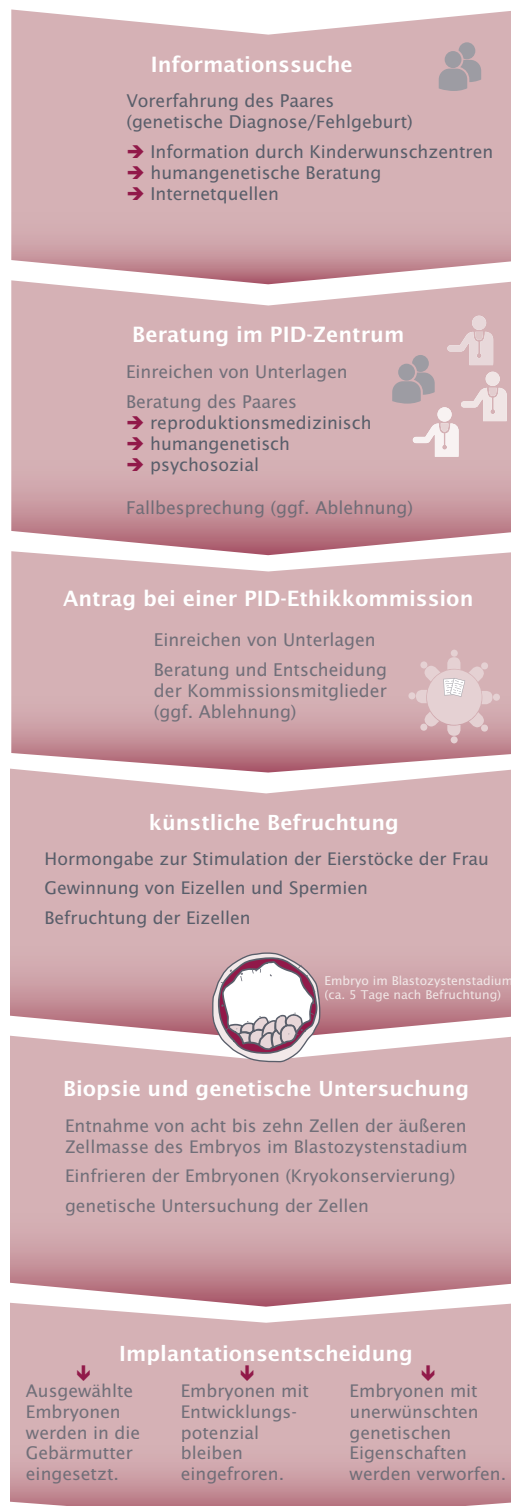 Informationssuche
Vorerfahrung des Paares
(genetische Diagnose/Fehlgeburt)
➔ Information durch Kinderwunschzentren
➔ humangenetische Beratung
➔ Internetquellen
Beratung im PID-Zentrum
Einreichen von Unterlagen
Beratung des Paares
➔ reproduktionsmedizinisch
➔ humangenetisch
➔ psychosozial
Fallbesprechung (ggf. Ablehnung)
Antrag bei einer PID-Ethikkommission
Einreichen von Unterlagen
Beratung und Entscheidung
der Kommissionsmitglieder
(ggf. Ablehnung)
künstliche Befruchtung
Hormongabe zur Stimulation der Eierstöcke der Frau
Gewinnung von Eizellen und Spermien
Befruchtung der Eizellen
Embryo im Blastozystenstadium
(ca. 5 Tage nach Befruchtung)
Biopsie und genetische Untersuchung
Entnahme von acht bis zehn Zellen der äußeren
Zellmasse des Embryos im Blastozystenstadium
Einfrieren der Embryonen (Kryokonservierung)
genetische Untersuchung der Zellen
Implantationsentscheidung
Ausgewählte
Embryonen
werden in die
Gebärmutter
eingesetzt.
Embryonen mit
Entwicklungs-
potenzial
bleiben
eingefroren.
Embryonen mit
unerwünschten
genetischen
Eigenschaften
werden verworfen.